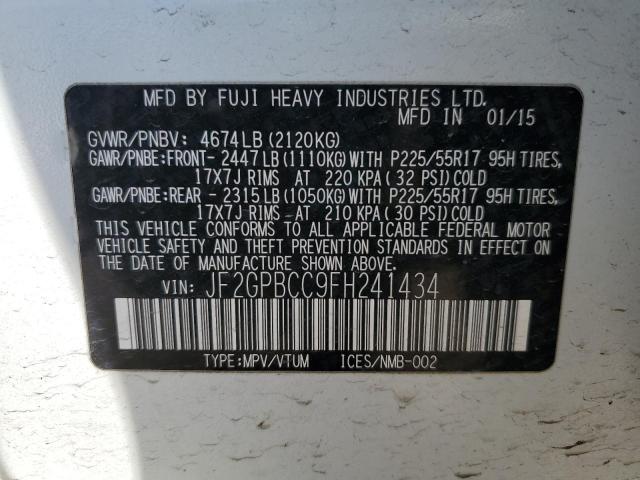 MFD BY FUJI HEAVY INDUSTRIES LTD.
MFD IN 01/15
GVWR/PNBV: 4674LB (2120KG)
GAWR/PNBE:FRONT- 2447 LB (1110KG) WITH P225/55R17 95H TIRES,
17X7J RIMS AT 220 KPA (32 PSI) COLD
GAWR/PNBE:REAR - 2315 LB (1050KG) WITH P225/55R17 95H TIRES,
17X7J RIMS AT 210 KPA (30 PSI) COLD
THIS VEHICLE CONFORMS TO ALL APPLICABLE FEDERAL MOTOR
VEHICLE SAFETY AND THEFT PREVENTION STANDARDS IN EFFECT ON
THE DATE OF MANUFACTURE SHOWN ABOVE.
VIN: JF2GPBCC9FH241434
TYPE:MPV/VTUM ICES/NMB-002